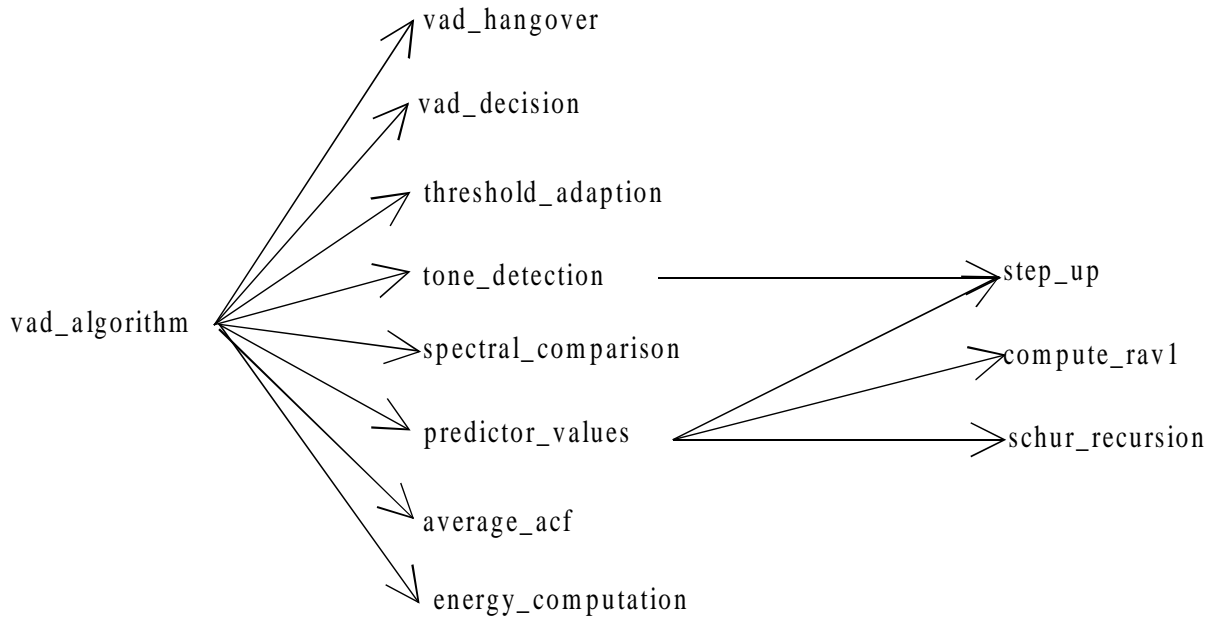 vad_hangover
vad_decision
threshold_adaption
tone_detection
step_up
vad_algorithm
spectral_comparison
compute_rav1
predictor_values
schur_recursion
average_acf
energy_computation